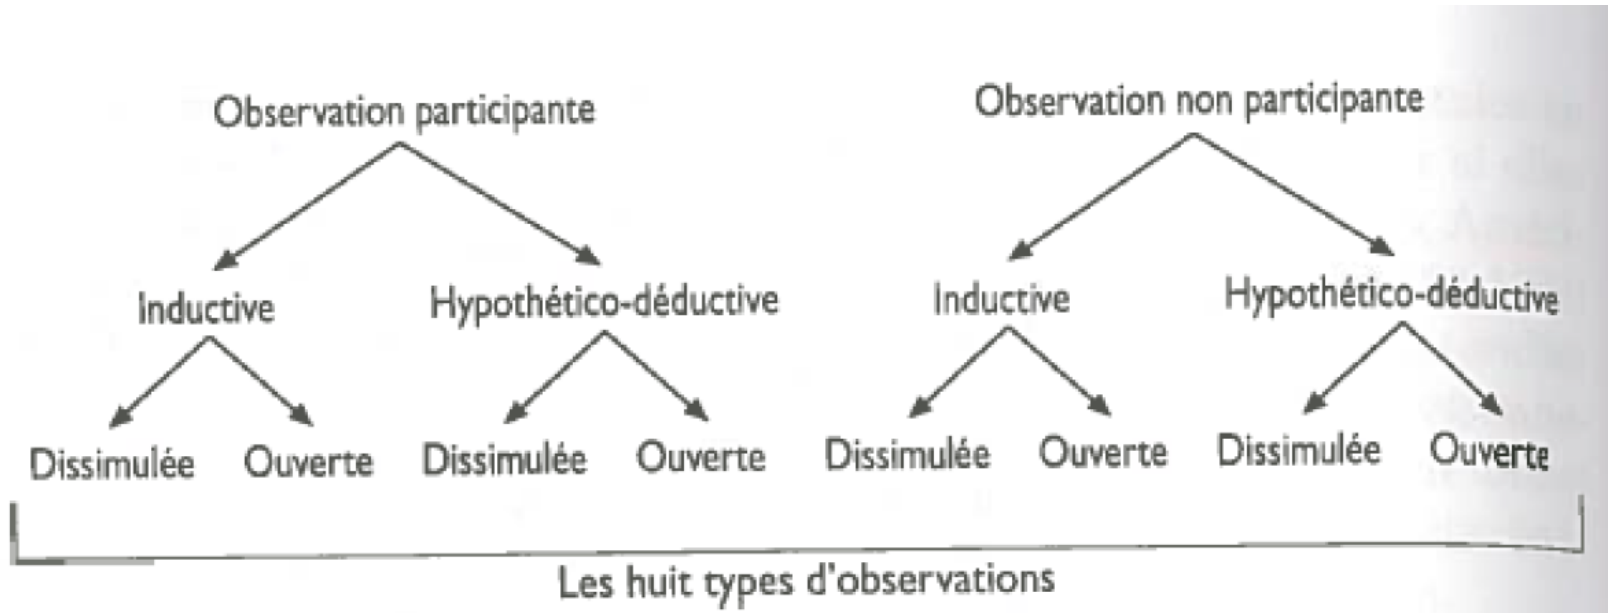 Observation participante
Observation non participante
Inductive
Hypothético-déductive
Inductive
Hypothético-déductive
Dissimulée
Ouverte
Dissimulée
Ouverte
Dissimulée
Ouverte
Dissimulée
Ouverte
Les huit types d'observations